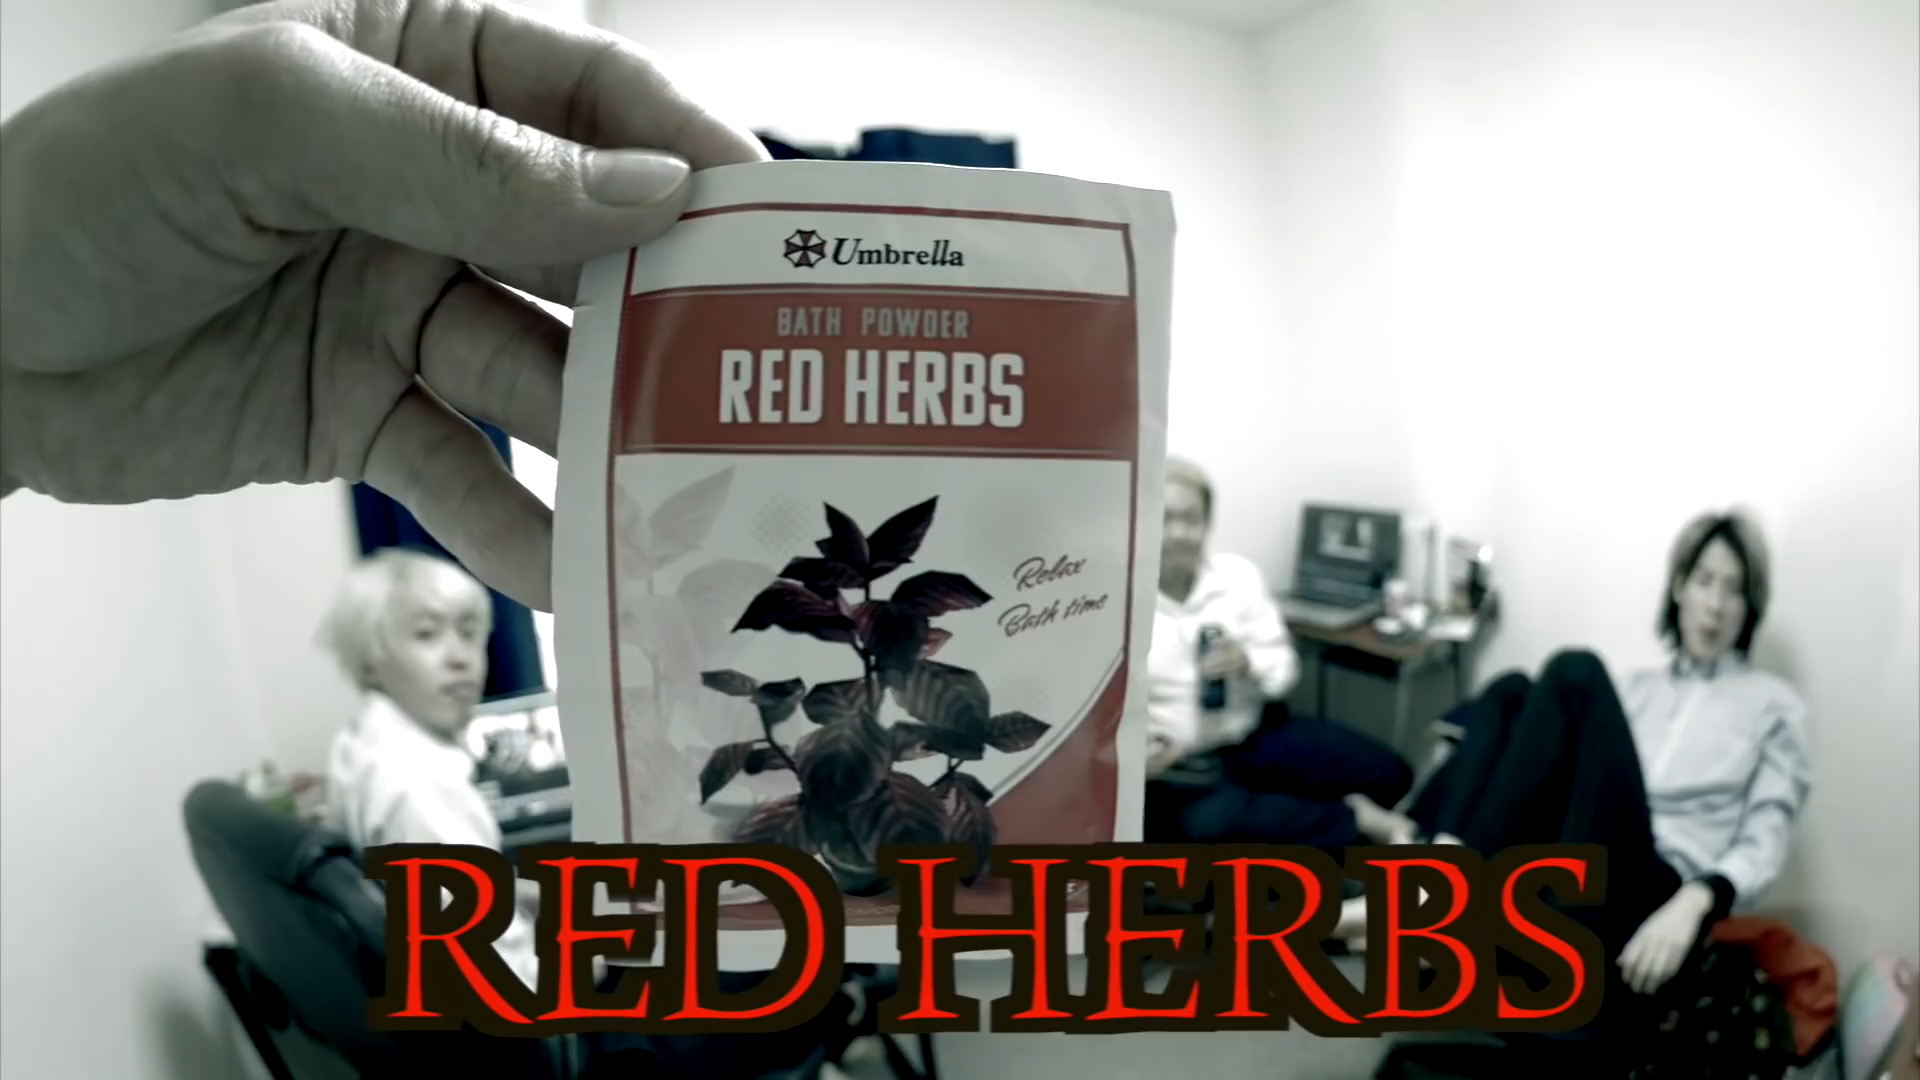 Umbrella
BATH POWDER
RED HERBS
Relax
Bath time
RED HERBS